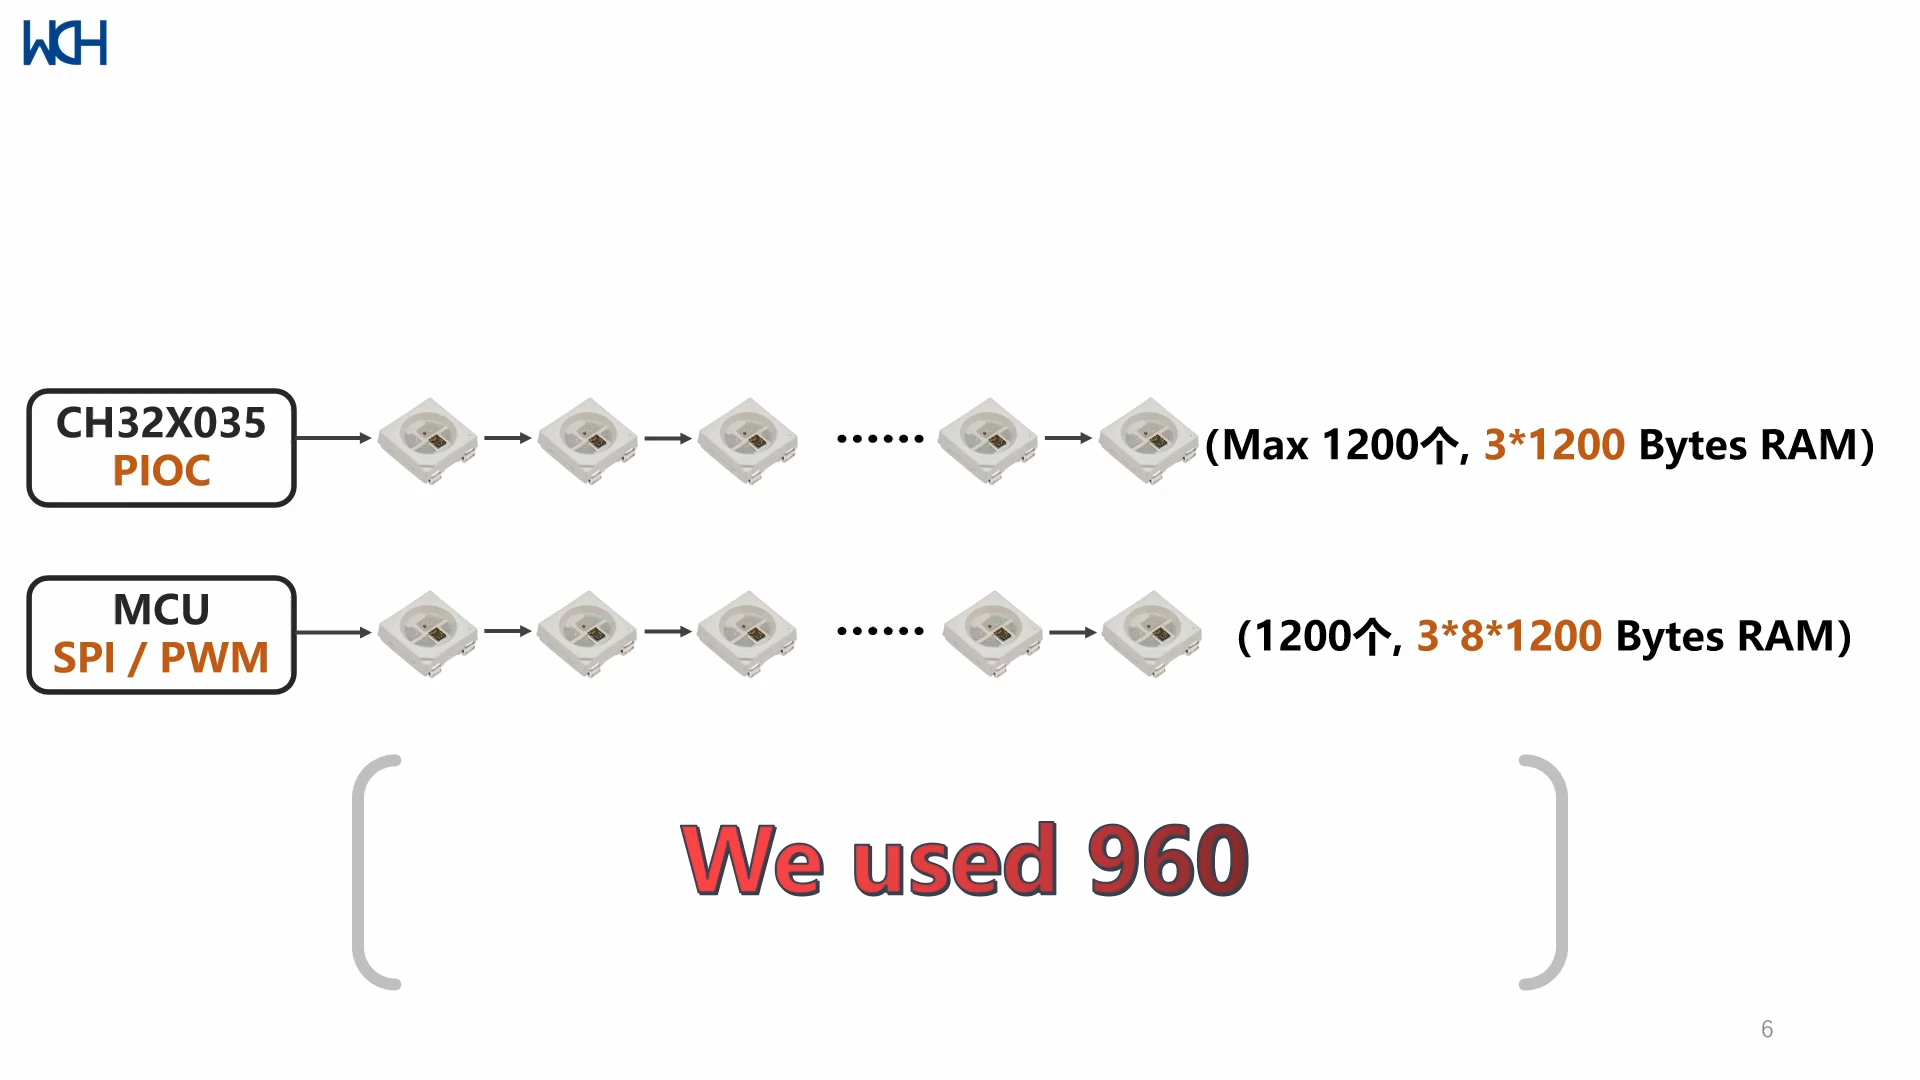 WCH
CH32X035
PIOC
(Max 1200个, 3*1200 Bytes RAM)
MCU
SPI / PWM
(1200个, 3*8*1200 Bytes RAM)
We used 960
6